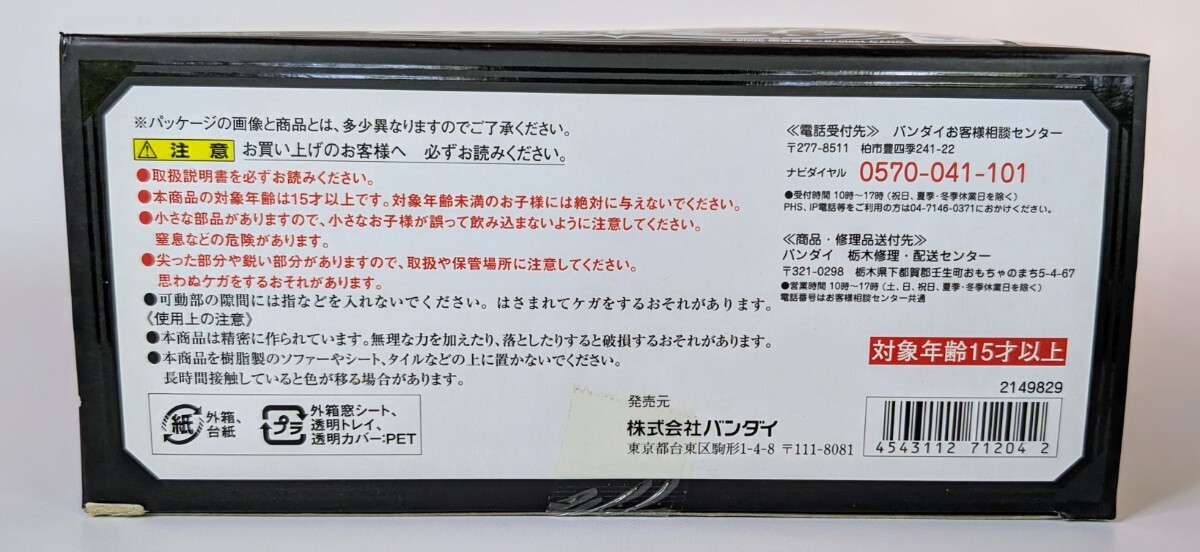 ※パッケージの画像と商品とは、多少異なりますのでご了承ください。
注意 お買い上げのお客様へ 必ずお読みください。
●取扱説明書を必ずお読みください。
●本商品の対象年齢は15才以上です。対象年齢未満のお子様には絶対に与えないでください。
●小さな部品がありますので、小さなお子様が誤って飲み込まないように注意してください。
窒息などの危険があります。
●尖った部分や鋭い部分がありますので、取扱や保管場所に注意してください。
思わぬケガをするおそれがあります。
●可動部の隙間には指などを入れないでください。はさまれてケガをするおそれがあります。
《使用上の注意》
●本商品は精密に作られています。無理な力を加えたり、落としたりすると破損するおそれがあります。
●本商品を樹脂製のソファーやシート、タイルなどの上に置かないでください。
長時間接触していると色が移る場合があります。
紙 外箱、
台紙
プラ 外箱窓シート、
透明トレイ、
透明カバー:PET
≪電話受付先≫ バンダイお客様相談センター
〒277-8511 柏市豊四季241-22
ナビダイヤル 0570-041-101
●受付時間 10時〜17時(祝日、夏季・冬季休業日を除く)
PHS、IP電話等をご利用の方は04-7146-0371におかけください。
≪商品・修理品送付先≫
バンダイ 栃木修理・配送センター
〒321-0298 栃木県下都賀郡壬生町おもちゃのまち5-4-67
●営業時間 10時〜17時(土、日、祝日、夏季・冬季休業日を除く)
電話番号はお客様相談センター共通
対象年齢15才以上
2149829
発売元
株式会社バンダイ
東京都台東区駒形1-4-8 〒111-8081
4543112 71204 2